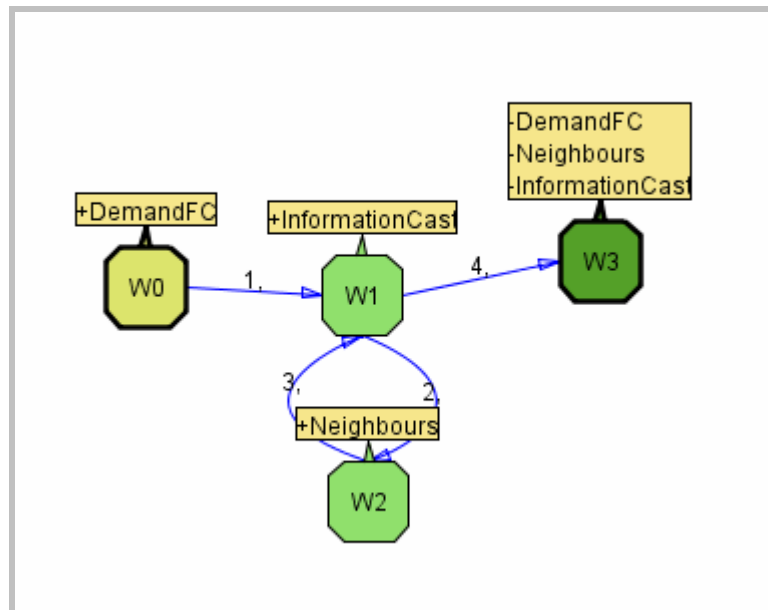 -DemandFC
-Neighbours
-InformationCast
+DemandFC
+InformationCast
W3
4,
1,
W0
W1
3,
2,
+Neighbours
W2